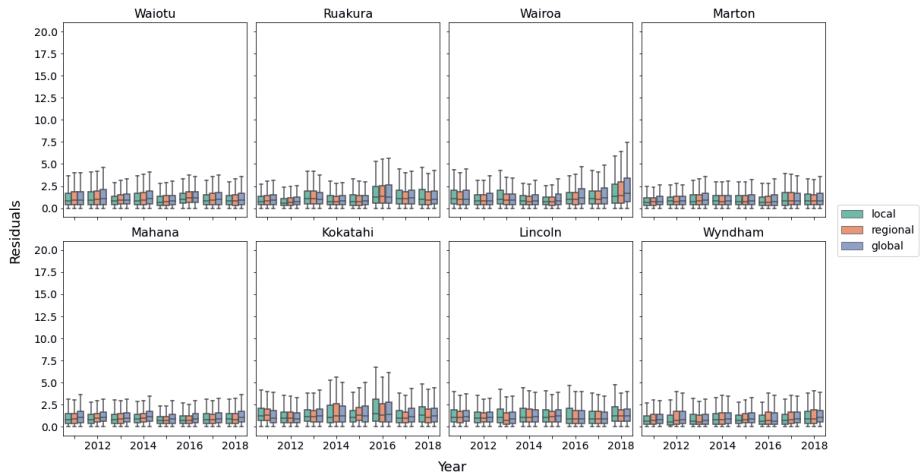 Waiotu Ruakura Wairoa Marton
20.0
17.5
15.0
12.5
10.0
7.5
5.0
2.5
0.0
Mahana Kokatahi Lincoln Wyndham
20.0
17.5
15.0
12.5
10.0
7.5
5.0
2.5
0.0
Residuals
2012 2014 2016 2018 2012 2014 2016 2018 2012 2014 2016 2018 2012 2014 2016 2018
Year
local
regional
global